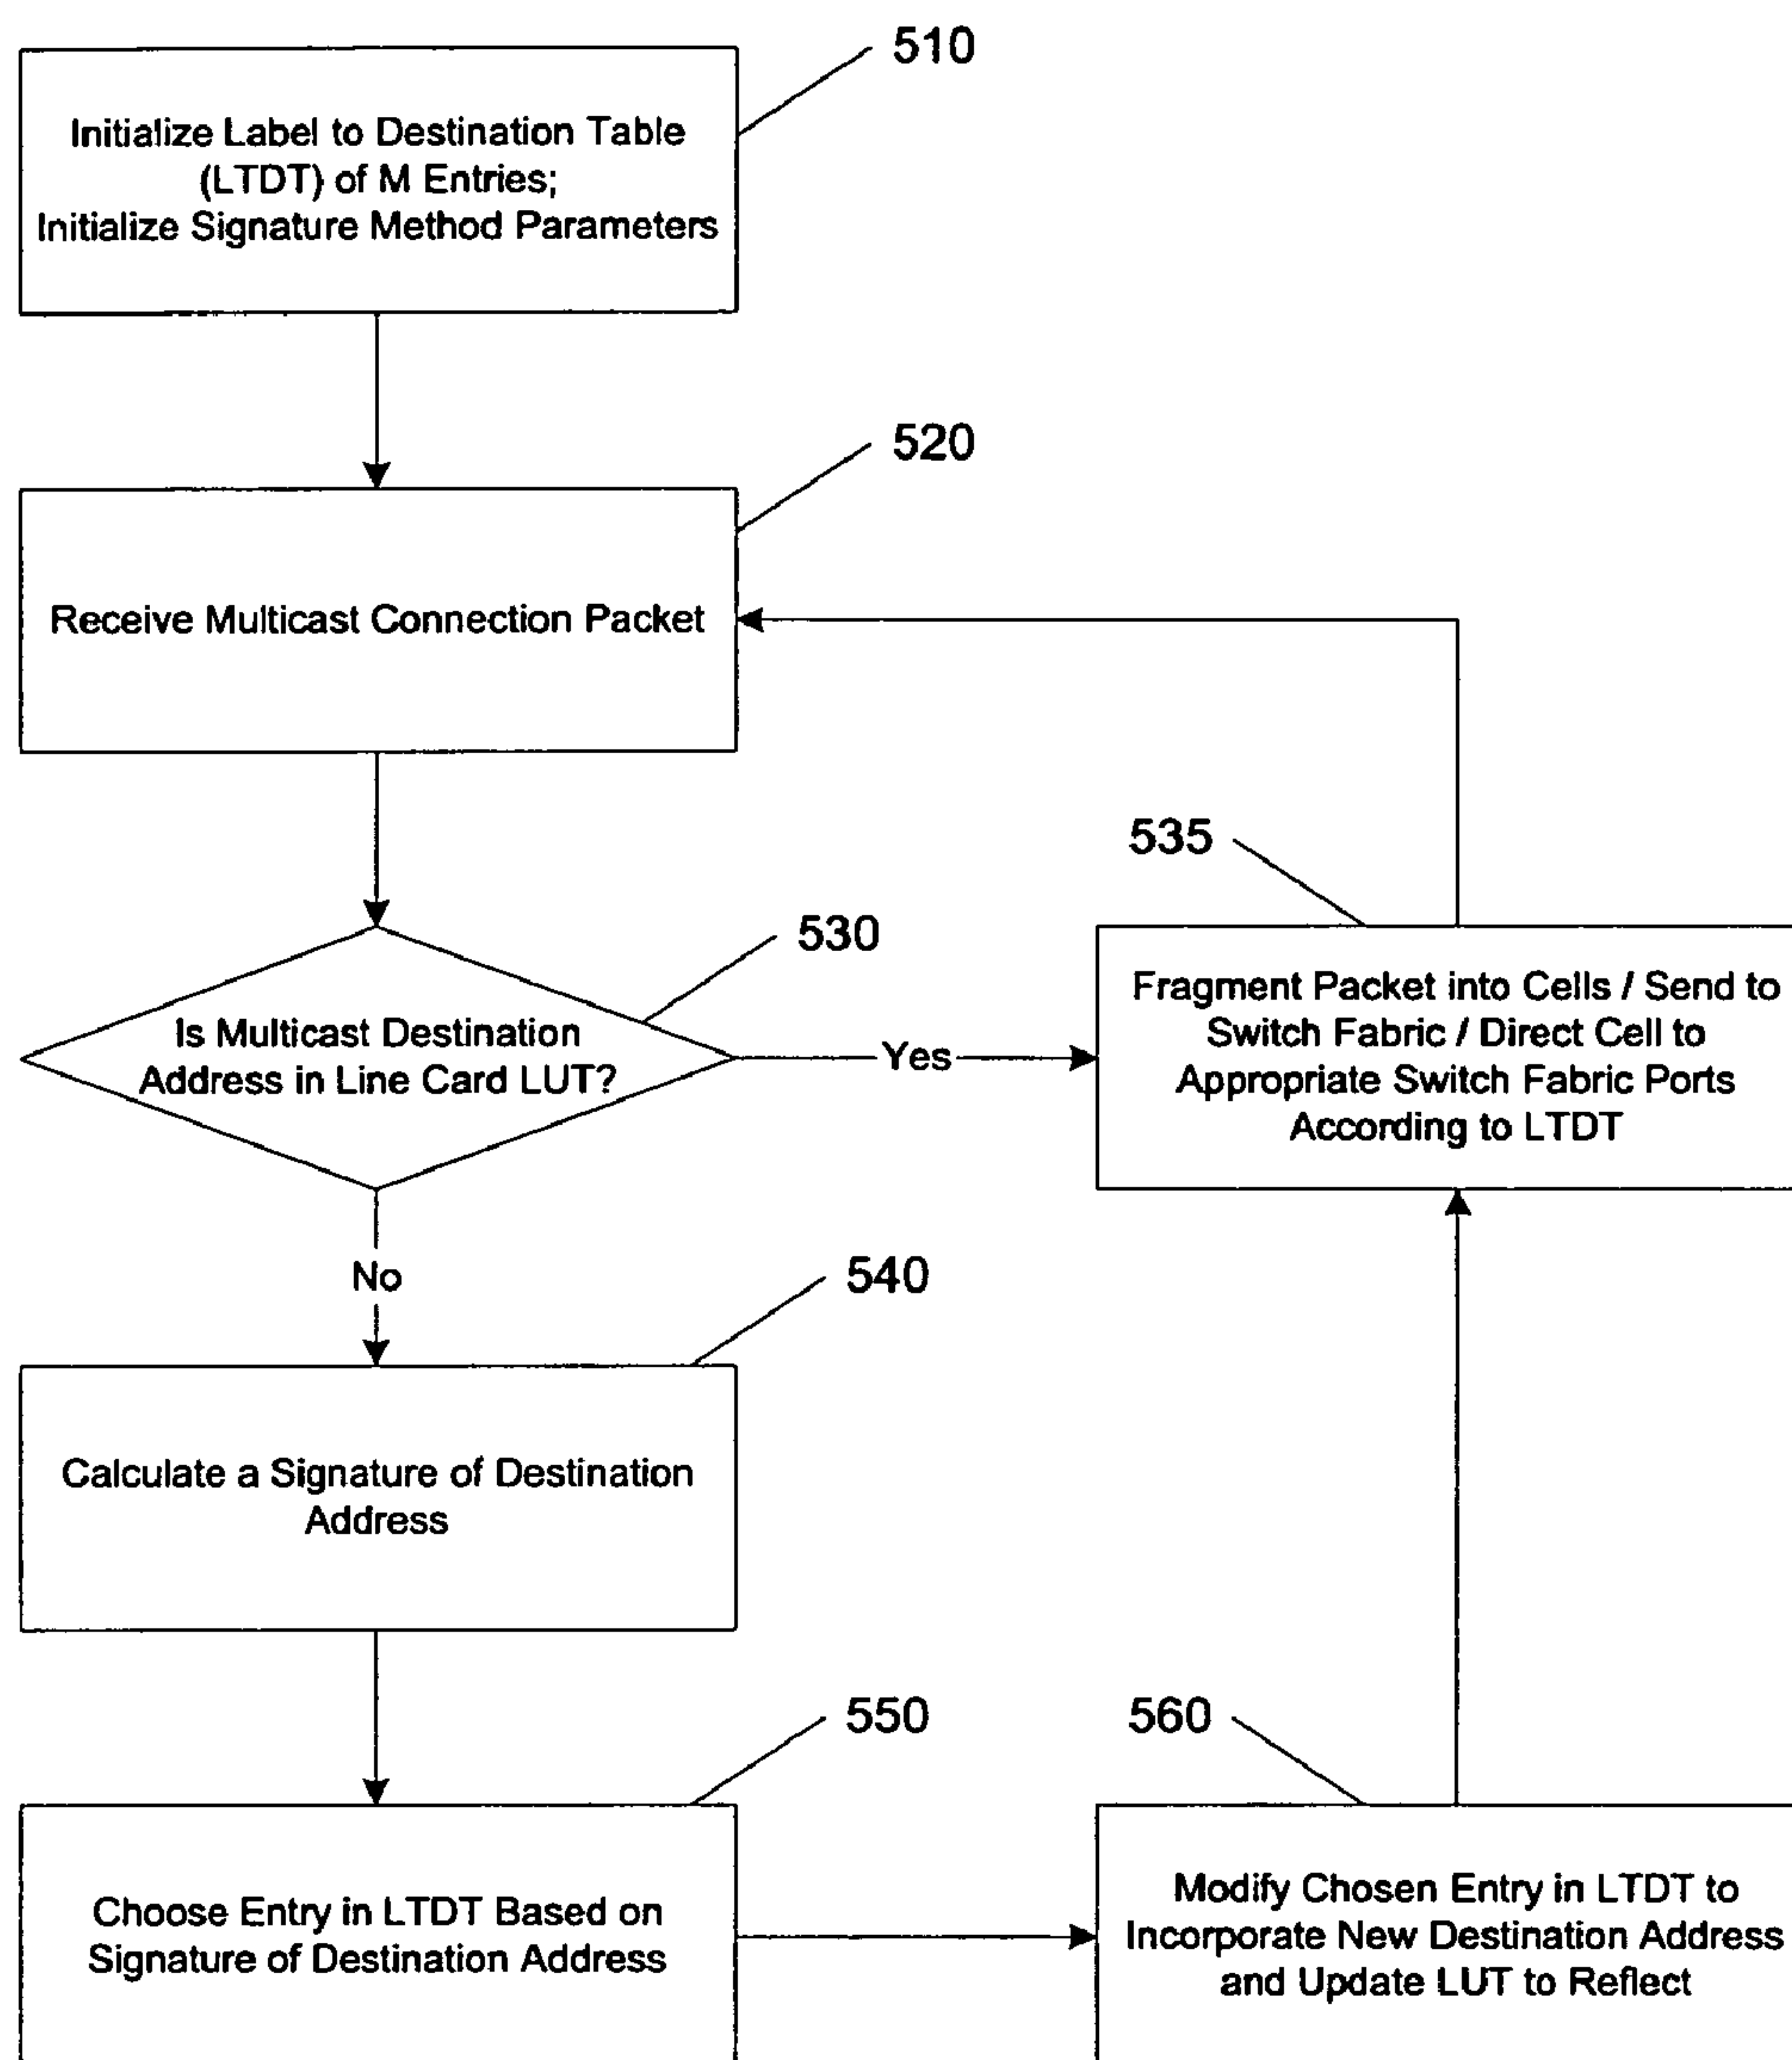 510
Initialize Label to Destination Table
(LTDT) of M Entries;
Initialize Signature Method Parameters
520
Receive Multicast Connection Packet
530
Is Multicast Destination
Address in Line Card LUT?
Yes
535
Fragment Packet into Cells / Send to
Switch Fabric / Direct Cell to
Appropriate Switch Fabric Ports
According to LTDT
No
540
Calculate a Signature of Destination
Address
550
Choose Entry in LTDT Based on
Signature of Destination Address
560
Modify Chosen Entry in LTDT to
Incorporate New Destination Address
and Update LUT to Reflect